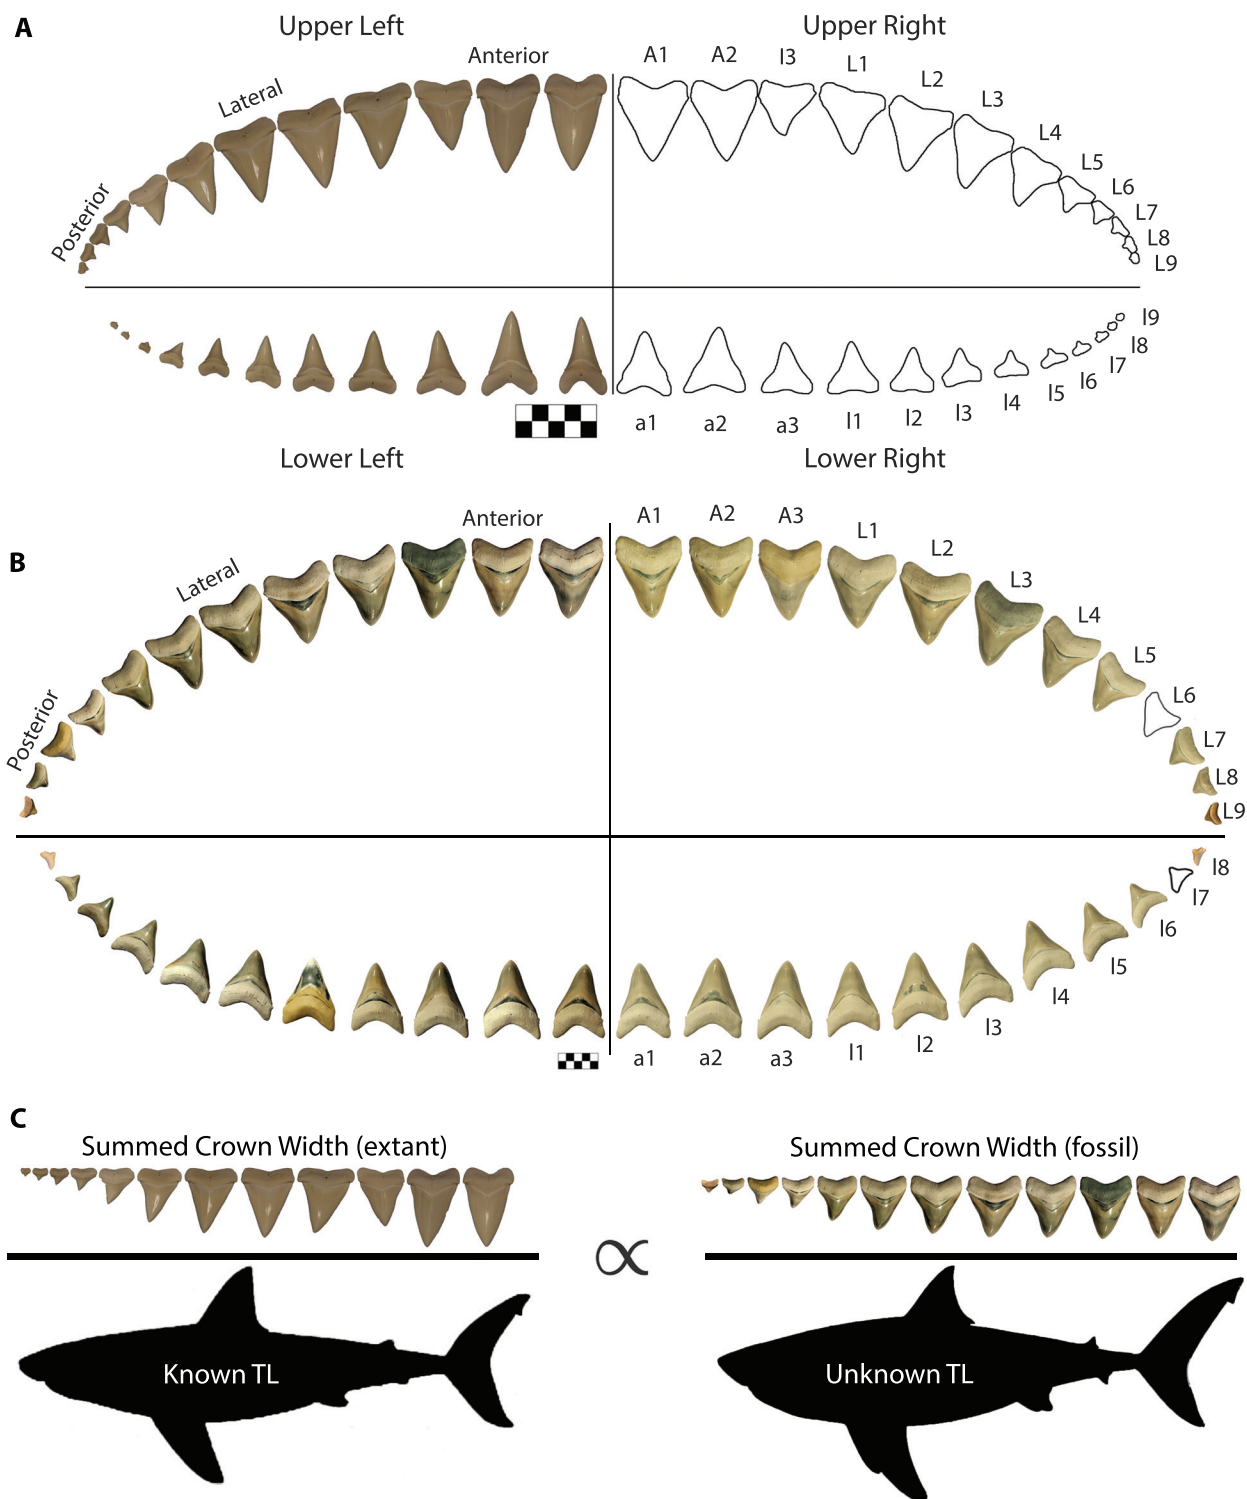 A
Upper Left
Upper Right
Anterior
Lateral
Posterior
A1 A2 I3 L1 L2 L3 L4 L5 L6 L7 L8 L9
l9
l8
l7
l6
l5
l4
a1 a2 a3 l1 l2 l3
Lower Left
Lower Right
B
Anterior
Lateral
Posterior
A1 A2 A3 L1 L2 L3 L4 L5 L6 L7 L8 L9
l8
l7
l6
l5
l4
l3
a1 a2 a3 l1 l2
C
Summed Crown Width (extant)
Summed Crown Width (fossil)
∝
Known TL
Unknown TL